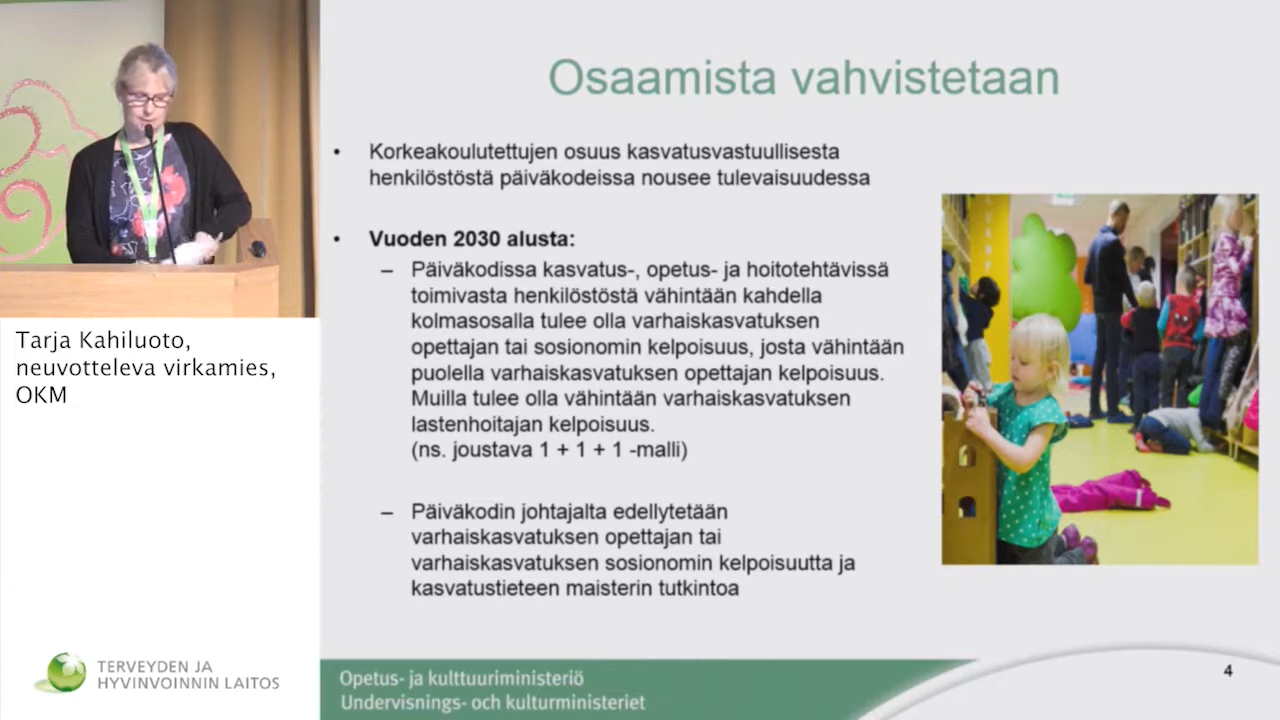 Osaamista vahvistetaan
• Korkeakoulutettujen osuus kasvatusvastuullisesta
henkilöstöstä päiväkodeissa nousee tulevaisuudessa
• Vuoden 2030 alusta:
– Päiväkodissa kasvatus-, opetus- ja hoitotehtävissä
toimivasta henkilöstöstä vähintään kahdella
kolmasosalla tulee olla varhaiskasvatuksen
opettajan tai sosionomin kelpoisuus, josta vähintään
puolella varhaiskasvatuksen opettajan kelpoisuus.
Muilla tulee olla vähintään varhaiskasvatuksen
lastenhoitajan kelpoisuus.
(ns. joustava 1 + 1 + 1 -malli)
– Päiväkodin johtajalta edellytetään
varhaiskasvatuksen opettajan tai
varhaiskasvatuksen sosionomin kelpoisuutta ja
kasvatustieteen maisterin tutkintoa
Tarja Kahiluoto,
neuvotteleva virkamies,
OKM
TERVEYDEN JA
HYVINVOINNIN LAITOS
Opetus- ja kulttuuriministeriö
Undervisnings- och kulturministeriet
4